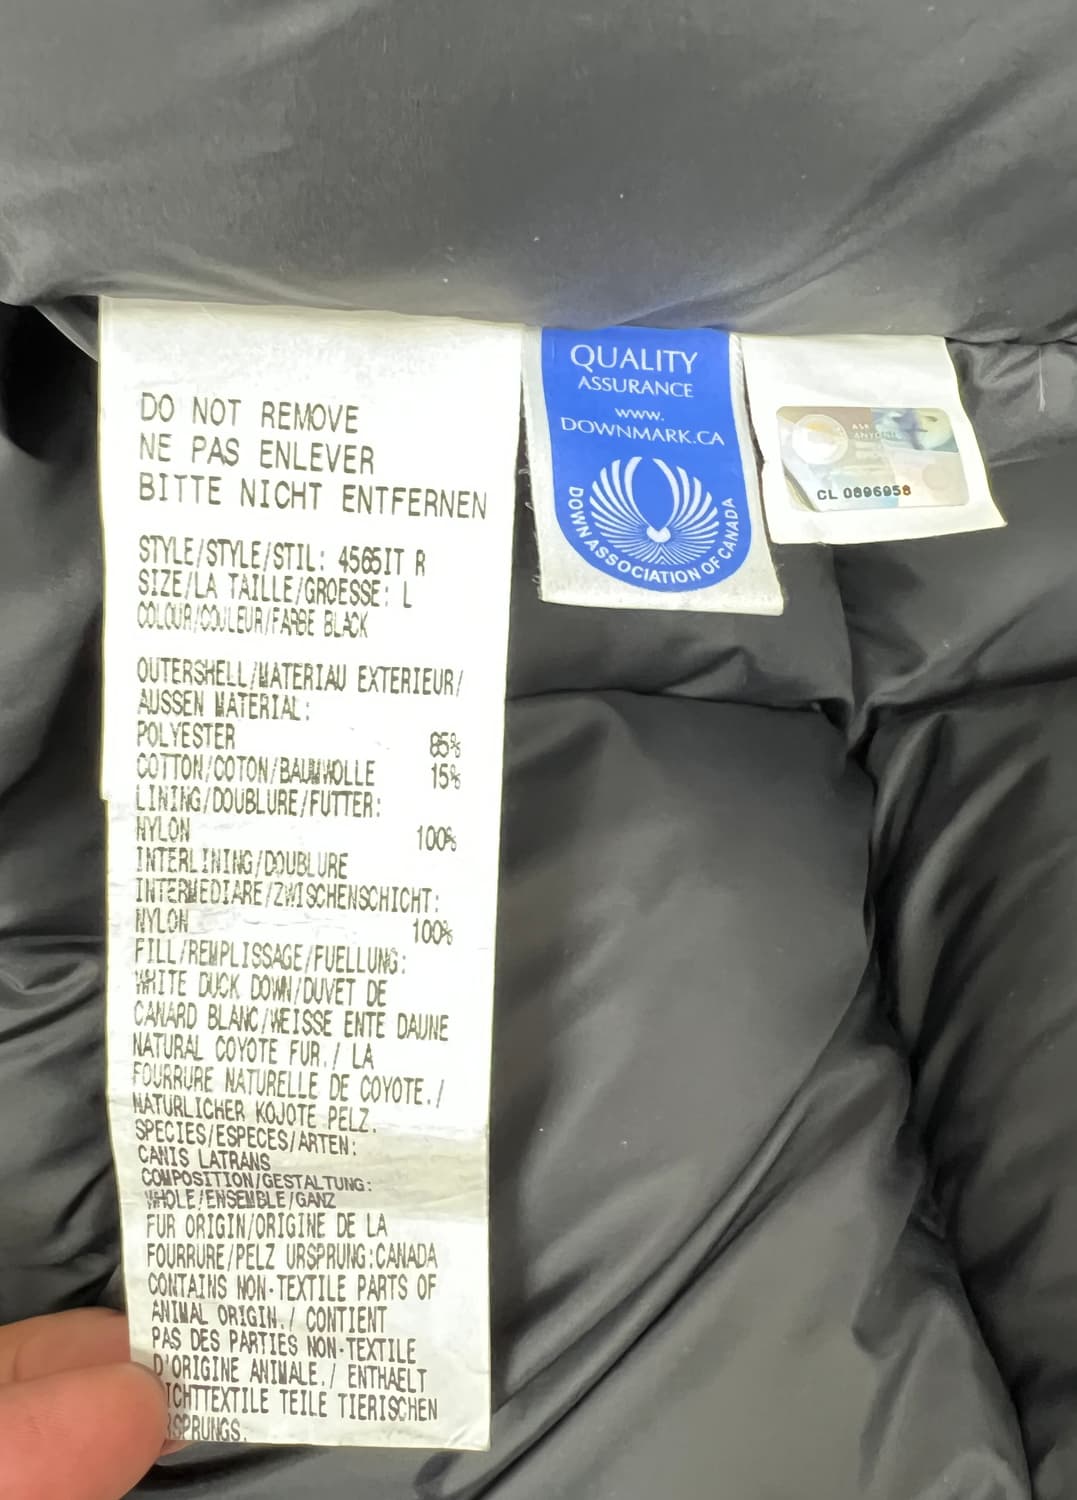 DO NOT REMOVE
NE PAS ENLEVER
BITTE NICHT ENTFERNEN
STYLE/STYLE/STIL: 4565IT R
SIZE/LA TAILLE/GROESSE: L
COLOUR/COULEUR/FARBE BLACK
OUTERSHELL/MATERIAU EXTERIEUR/
AUSSEN MATERIAL:
POLYESTER 85%
COTTON/COTON/BAUMWOLLE 15%
LINING/DOUBLURE/FUTTER:
NYLON 100%
INTERLINING/DOUBLURE
INTERMEDIARE/ZWISCHENSCHICHT:
NYLON 100%
FILL/REMPLISSAGE/FUELLUNG:
WHITE DUCK DOWN/DUVET DE
CANARD BLANC/WEISSE ENTE DAUNE
NATURAL COYOTE FUR./ LA
FOURRURE NATURELLE DE COYOTE./
NATURLICHER KOJOTE PELZ.
SPECIES/ESPECES/ARTEN:
CANIS LATRANS
COMPOSITION/GESTALTUNG:
WHOLE/ENSEMBLE/GANZ
FUR ORIGIN/ORIGINE DE LA
FOURRURE/PELZ URSPRUNG:CANADA
CONTAINS NON-TEXTILE PARTS OF
ANIMAL ORIGIN./ CONTIENT
PAS DES PARTIES NON-TEXTILE
D'ORIGINE ANIMALE./ ENTHAELT
ICHTTEXTILE TEILE TIERISCHEN
RSPRUNGS.
QUALITY
ASSURANCE
www.
DOWNMARK.CA
DOWN ASSOCIATION OF CANADA
CL 0896958